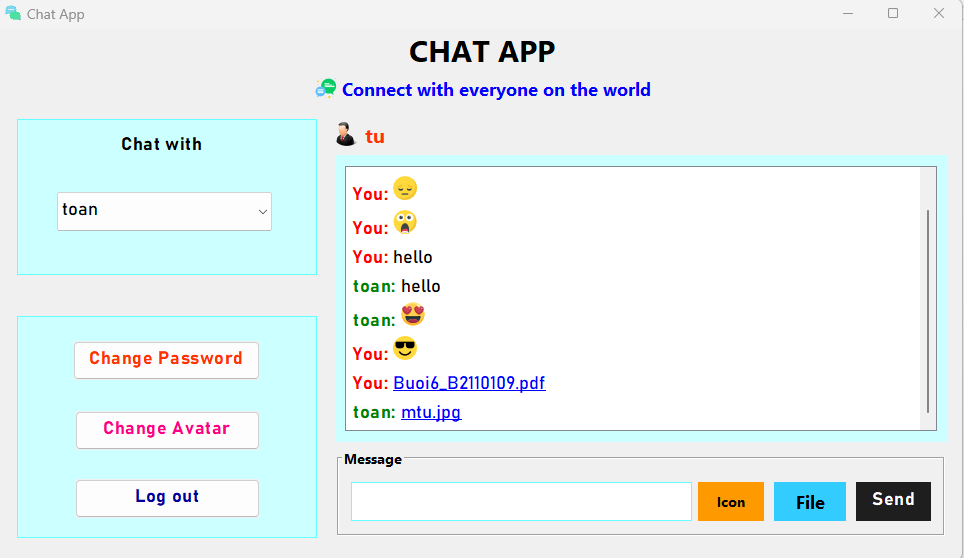 Chat App
CHAT APP
Connect with everyone on the world
Chat with
toan
Change Password
Change Avatar
Log out
tu
You: 😔
You: 😲
You: hello
toan: hello
toan: 😍
You: 😎
You: Buoi6_B2110109.pdf
toan: mtu.jpg
Message
Icon File Send